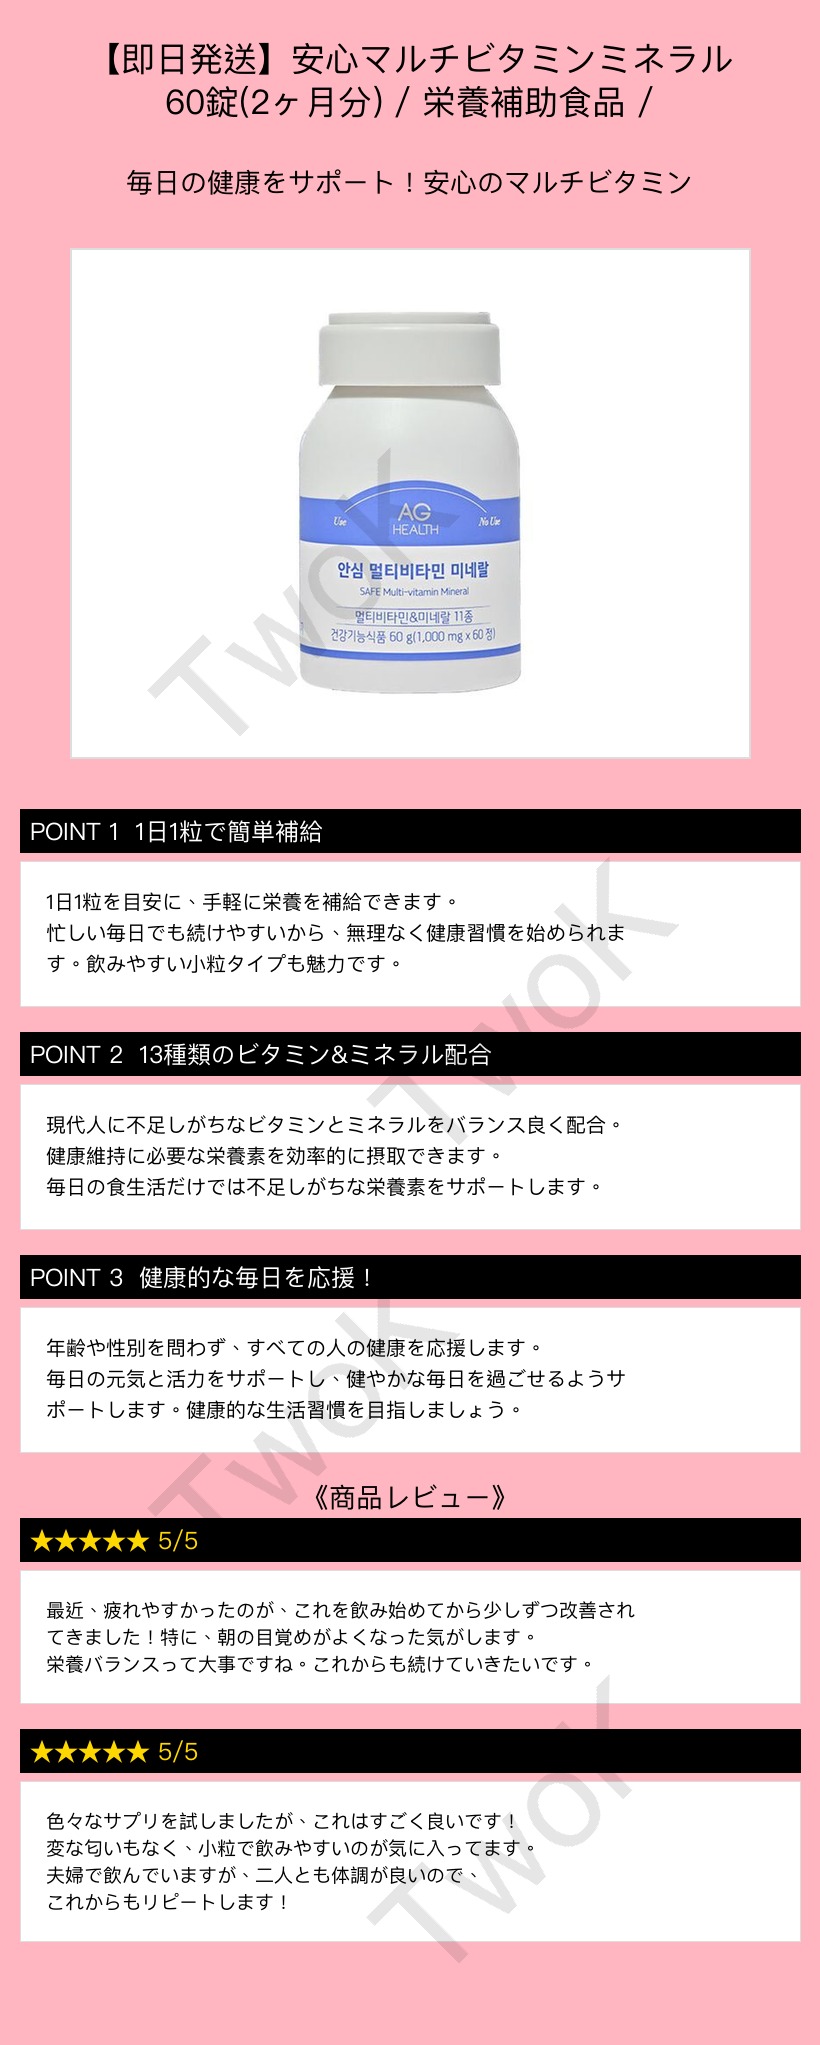 【即日発送】安心マルチビタミンミネラル
60錠(2ヶ月分) / 栄養補助食品 /
毎日の健康をサポート！安心のマルチビタミン
Use
No Use
AG
HEALTH
안심 멀티비타민 미네랄
SAFE Multi-vitamin Mineral
멀티비타민&미네랄 11종
건강기능식품 60 g(1,000 mg x 60 정)
TwoK
POINT 1 1日1粒で簡単補給
1日1粒を目安に、手軽に栄養を補給できます。
忙しい毎日でも続けやすいから、無理なく健康習慣を始められま
す。飲みやすい小粒タイプも魅力です。
TwoK
POINT 2 13種類のビタミン&ミネラル配合
現代人に不足しがちなビタミンとミネラルをバランス良く配合。
健康維持に必要な栄養素を効率的に摂取できます。
毎日の食生活だけでは不足しがちな栄養素をサポートします。
POINT 3 健康的な毎日を応援！
年齢や性別を問わず、すべての人の健康を応援します。
毎日の元気と活力をサポートし、健やかな毎日を過ごせるようサ
ポートします。健康的な生活習慣を目指しましょう。
TwoK
《商品レビュー》
★★★★★ 5/5
最近、疲れやすかったのが、これを飲み始めてから少しずつ改善され
てきました！特に、朝の目覚めがよくなった気がします。
栄養バランスって大事ですね。これからも続けていきたいです。
★★★★★ 5/5
色々なサプリを試しましたが、これはすごく良いです！
変な匂いもなく、小粒で飲みやすいのが気に入ってます。
夫婦で飲んでいますが、二人とも体調が良いので、
これからもリピートします！
TwoK